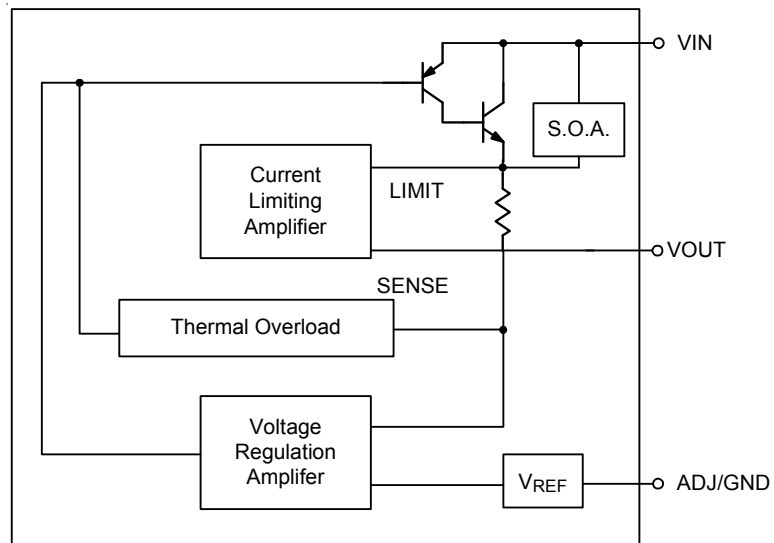 VIN
S.O.A.
Current
Limiting
Amplifier
LIMIT
VOUT
SENSE
Thermal Overload
Voltage
Regulation
Amplifer
VREF
ADJ/GND